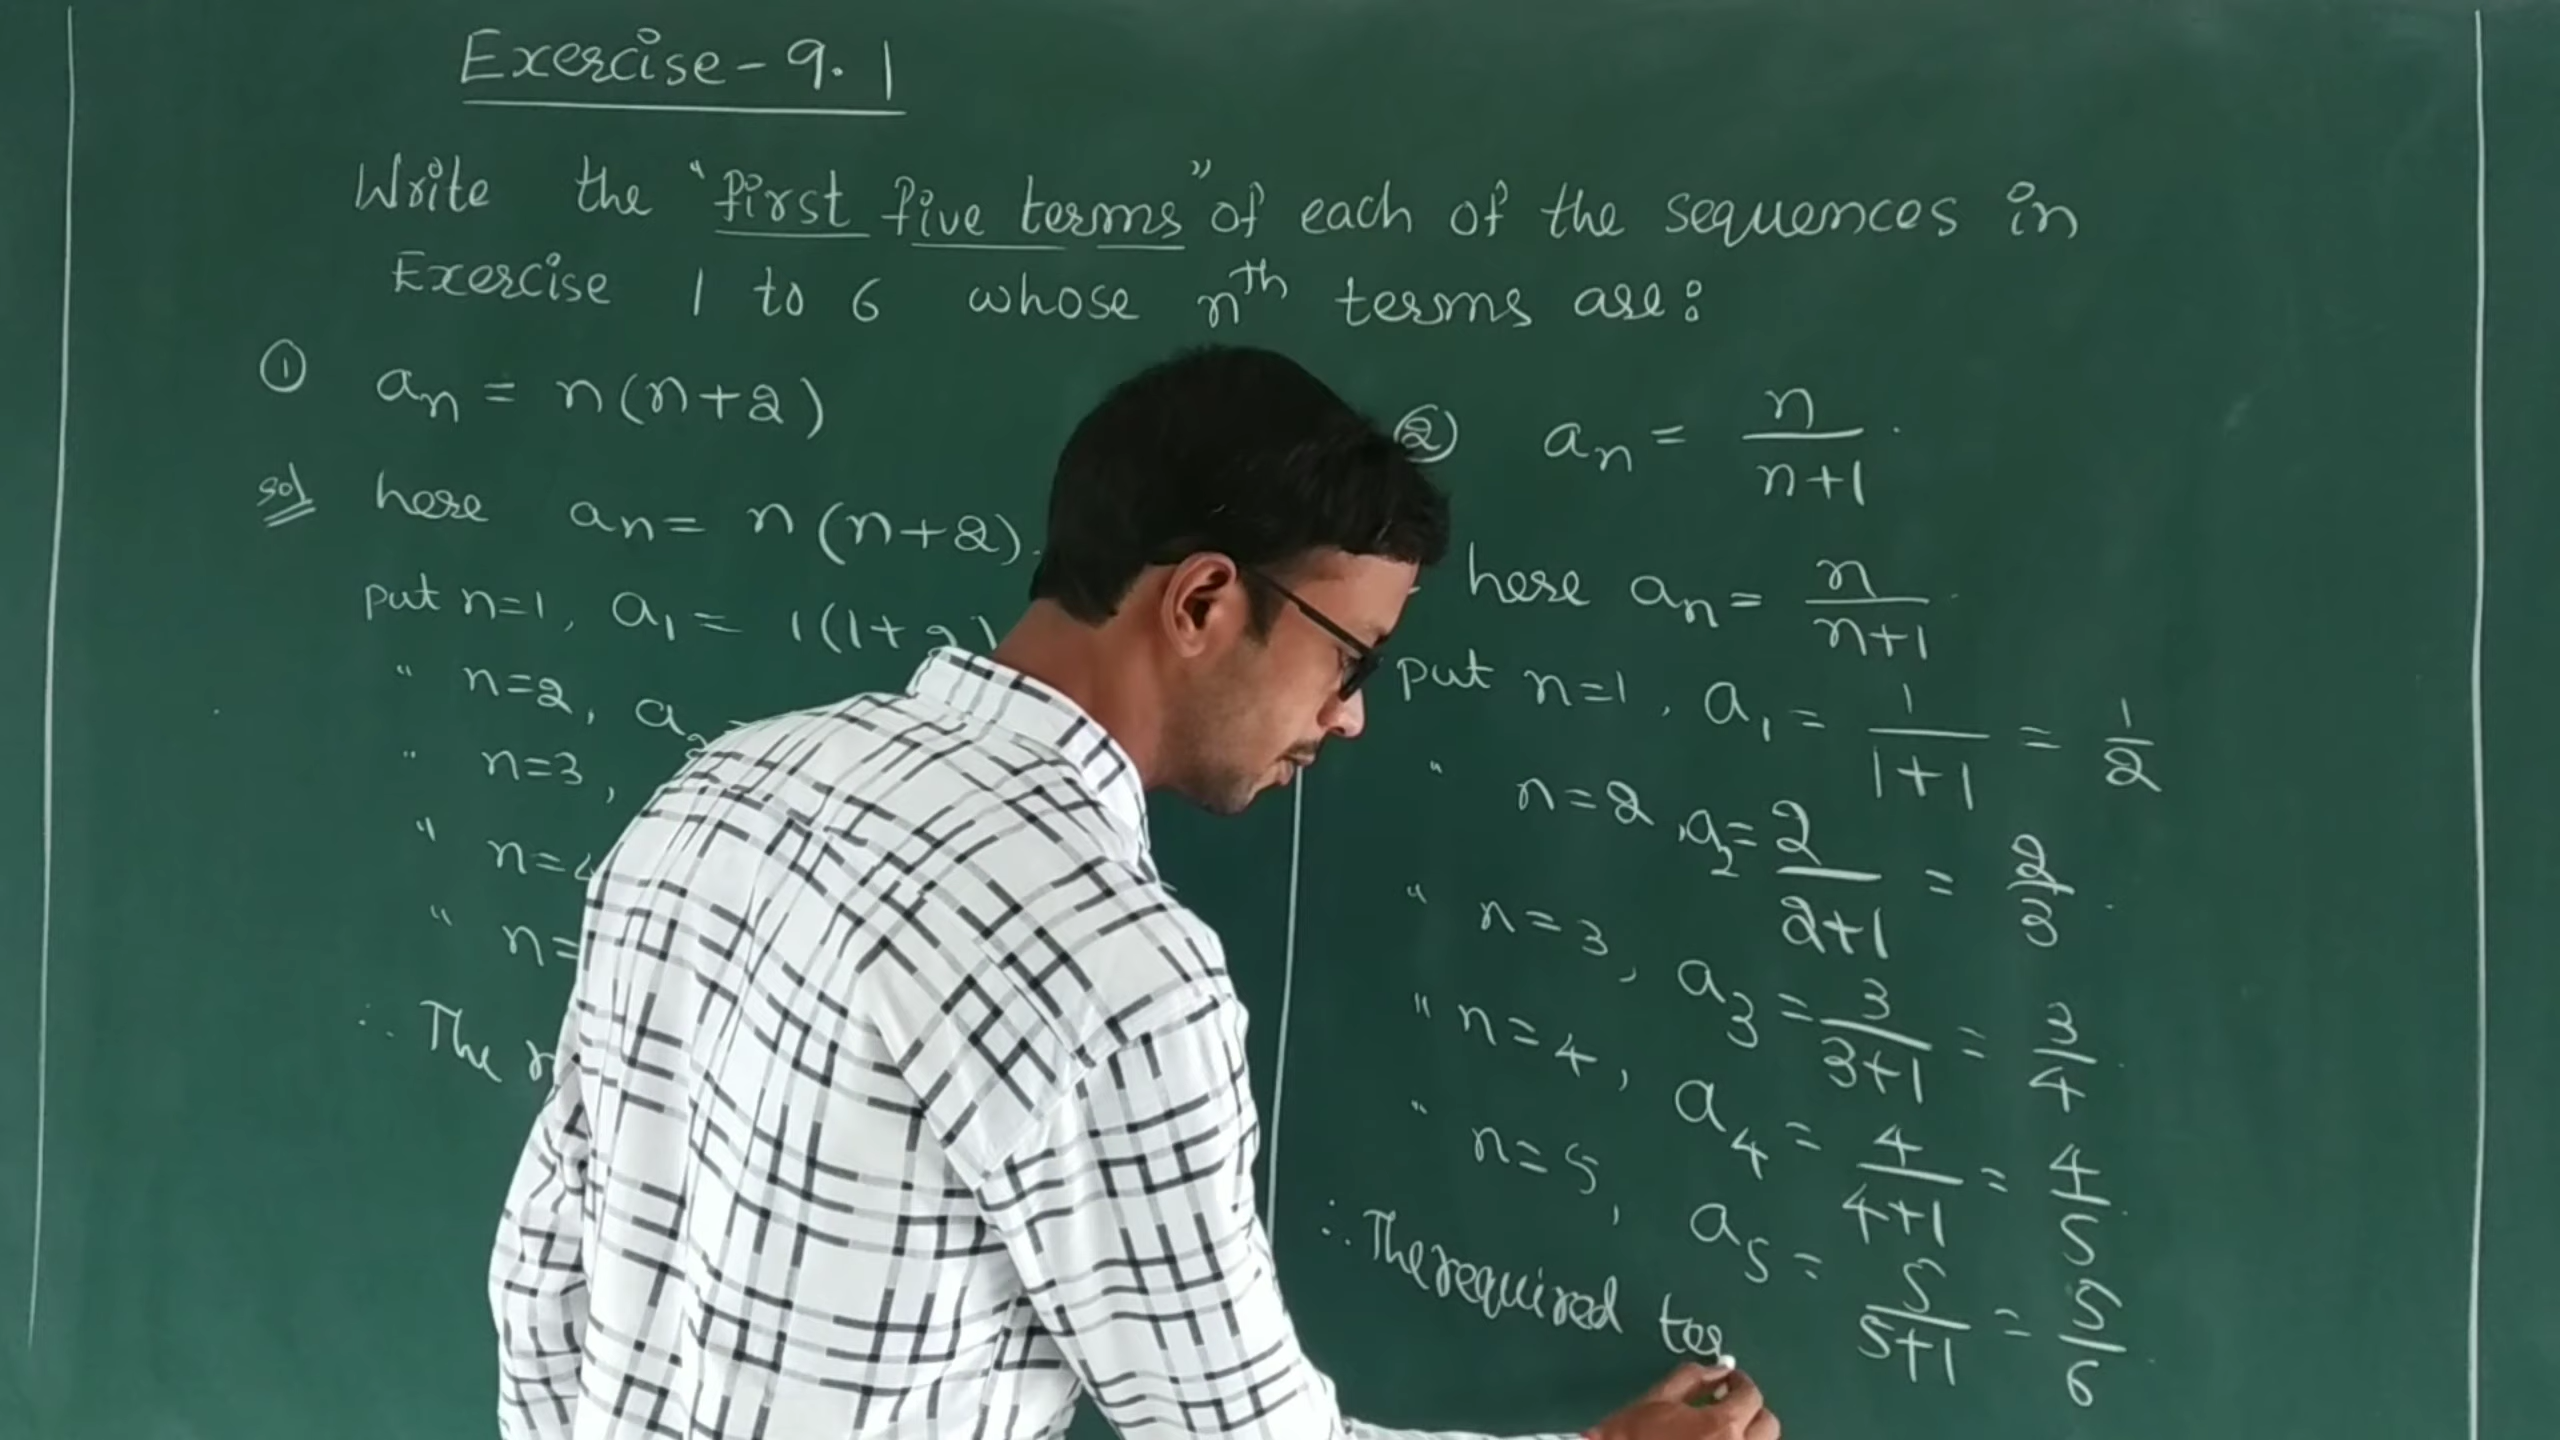 Exercise - 9.1
Write the "first five terms" of each of the sequences in
Exercise 1 to 6 whose nth terms are:
① an = n(n+2)
sol here an = n(n+2).
put n=1, a1 = 1(1+2)
" n=2, a2 =
" n=3,
" n=4
" n=
∴ The
② an = n/(n+1).
here an = n/(n+1).
put n=1, a1 = 1/(1+1) = 1/2
" n=2, a2 = 2/(2+1) = 2/3.
" n=3, a3 = 3/(3+1) = 3/4.
" n=4, a4 = 4/(4+1) = 4/5.
" n=5, a5 = 5/(5+1) = 5/6.
∴ The required ter